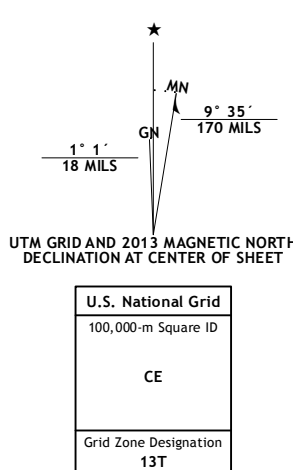 ★
MN
GN
9° 35´
170 MILS
1° 1´
18 MILS
UTM GRID AND 2013 MAGNETIC NORTH
DECLINATION AT CENTER OF SHEET
U.S. National Grid
100,000-m Square ID
CE
Grid Zone Designation
13T